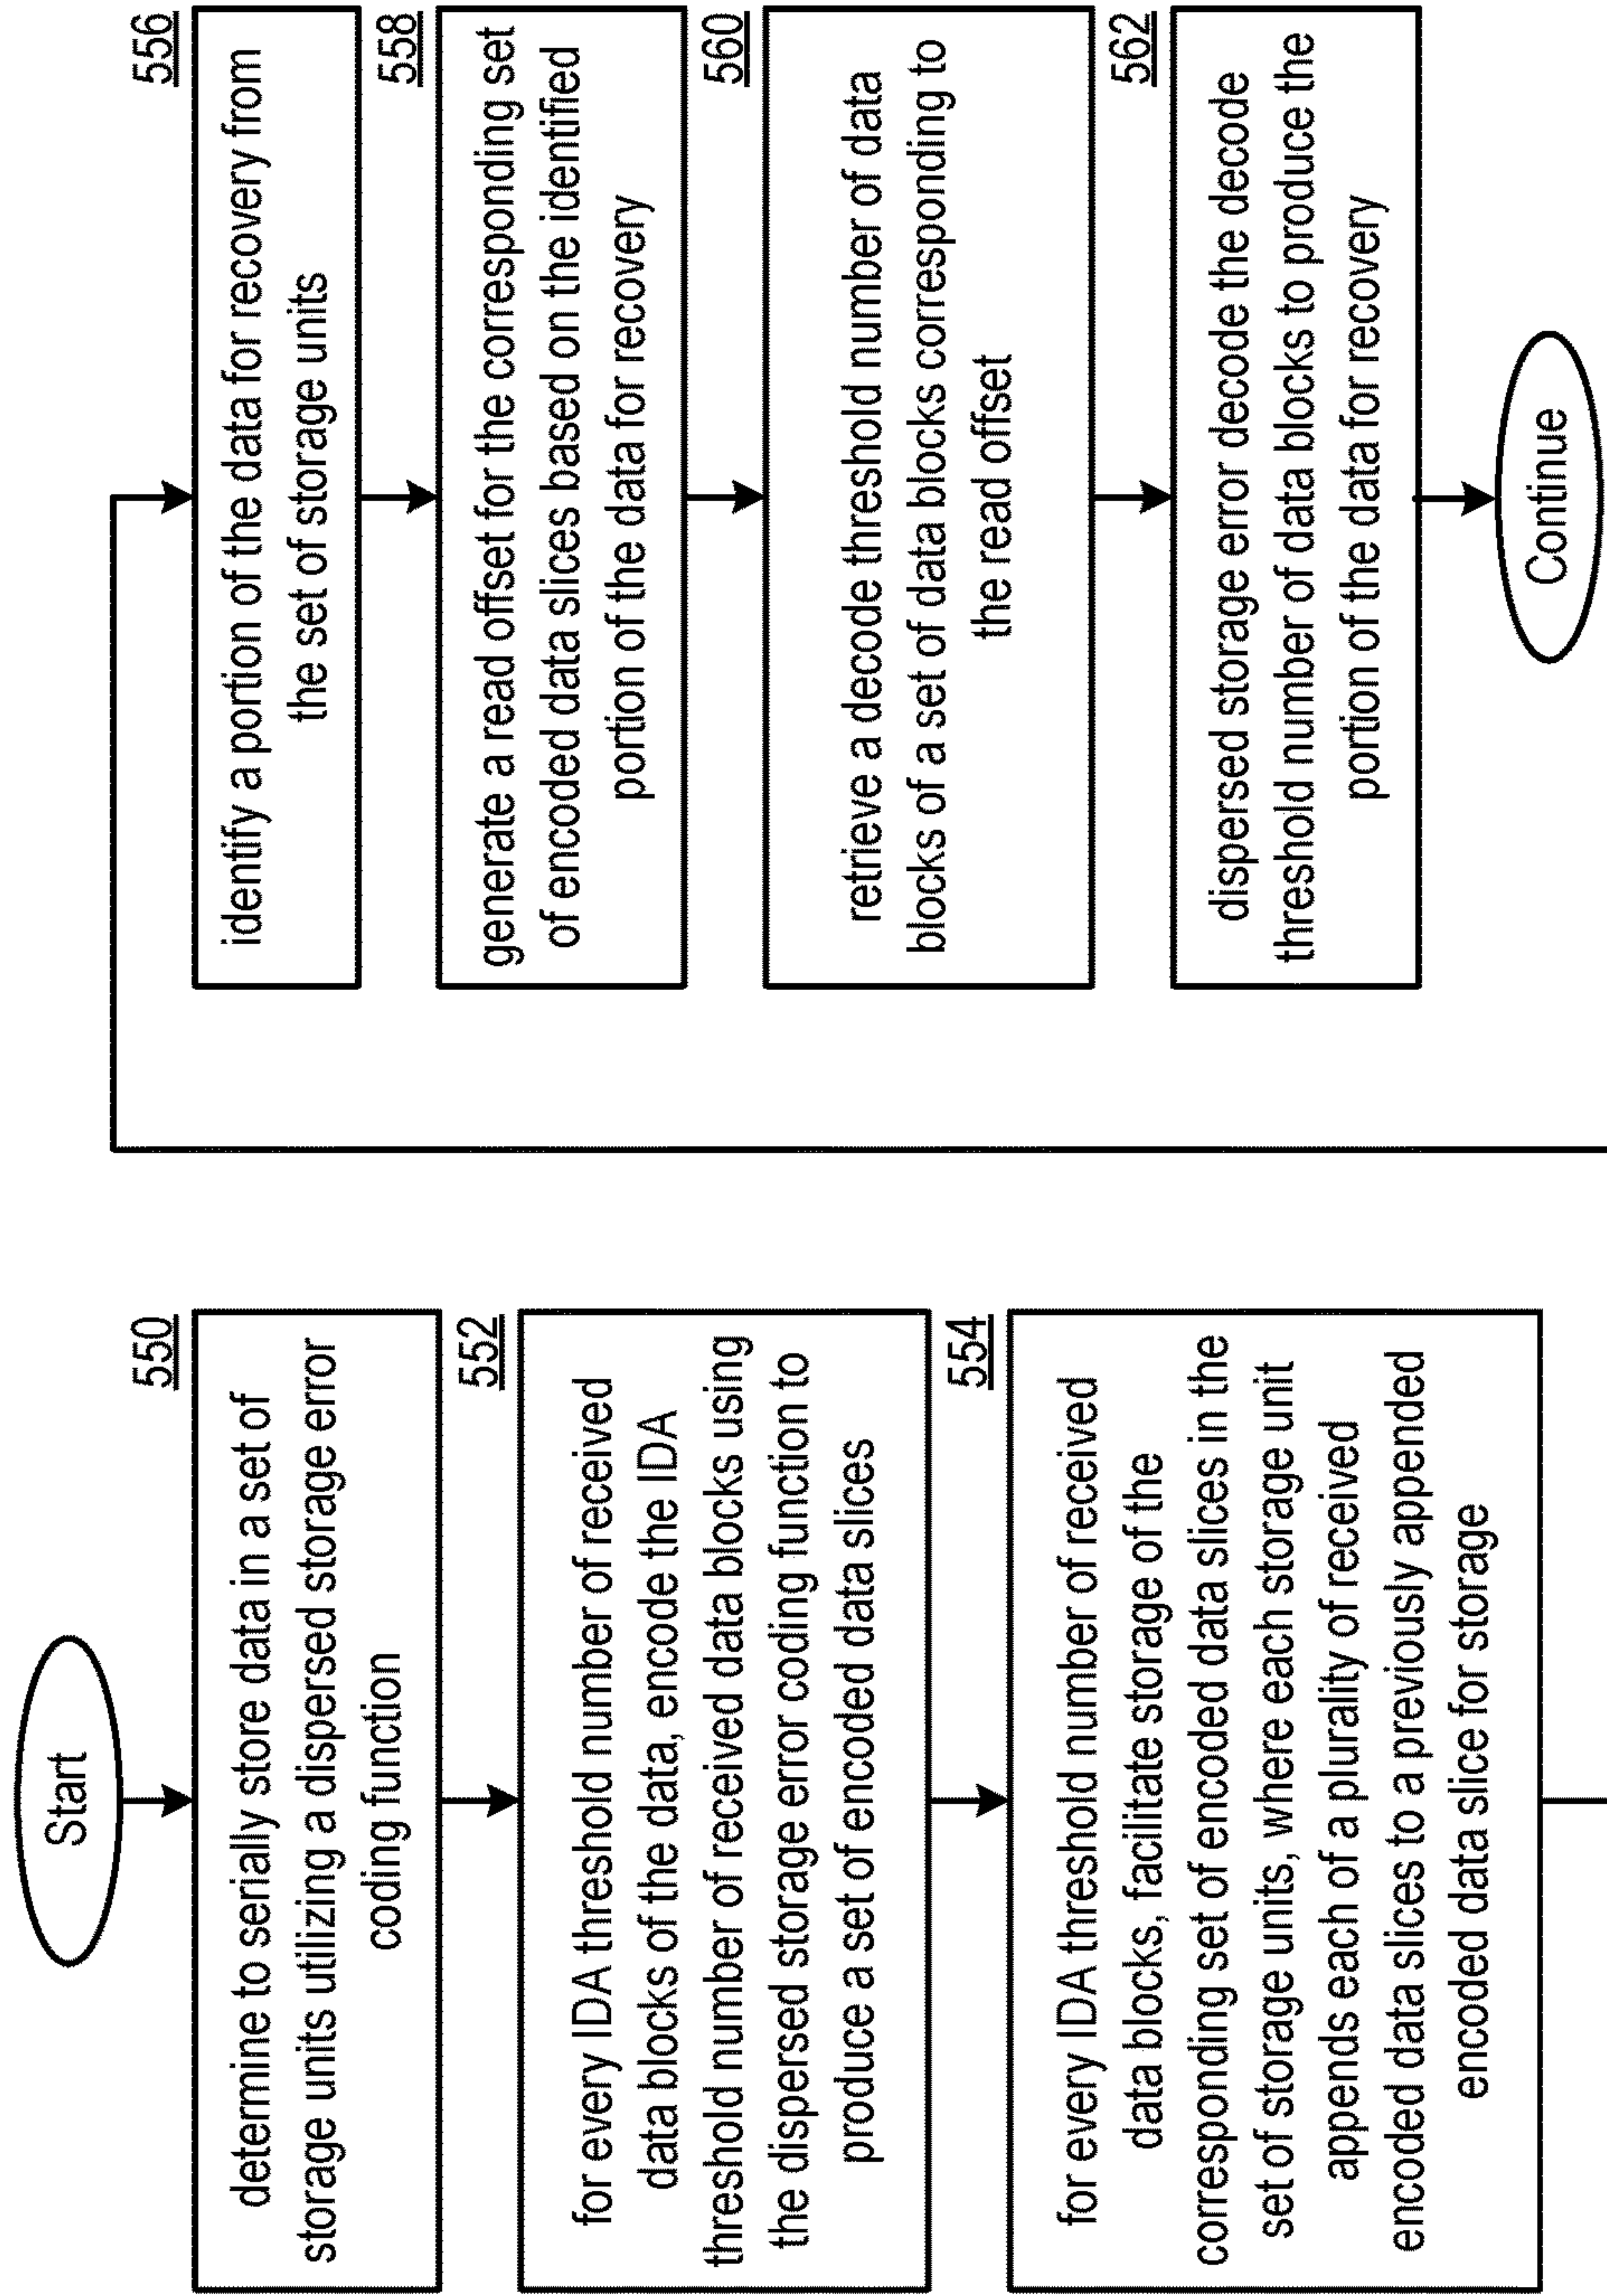 Start
550
determine to serially store data in a set of
storage units utilizing a dispersed storage error
coding function
552
for every IDA threshold number of received
data blocks of the data, encode the IDA
threshold number of received data blocks using
the dispersed storage error coding function to
produce a set of encoded data slices
554
for every IDA threshold number of received
data blocks, facilitate storage of the
corresponding set of encoded data slices in the
set of storage units, where each storage unit
appends each of a plurality of received
encoded data slices to a previously appended
encoded data slice for storage
556
identify a portion of the data for recovery from
the set of storage units
558
generate a read offset for the corresponding set
of encoded data slices based on the identified
portion of the data for recovery
560
retrieve a decode threshold number of data
blocks of a set of data blocks corresponding to
the read offset
562
dispersed storage error decode the decode
threshold number of data blocks to produce the
portion of the data for recovery
Continue